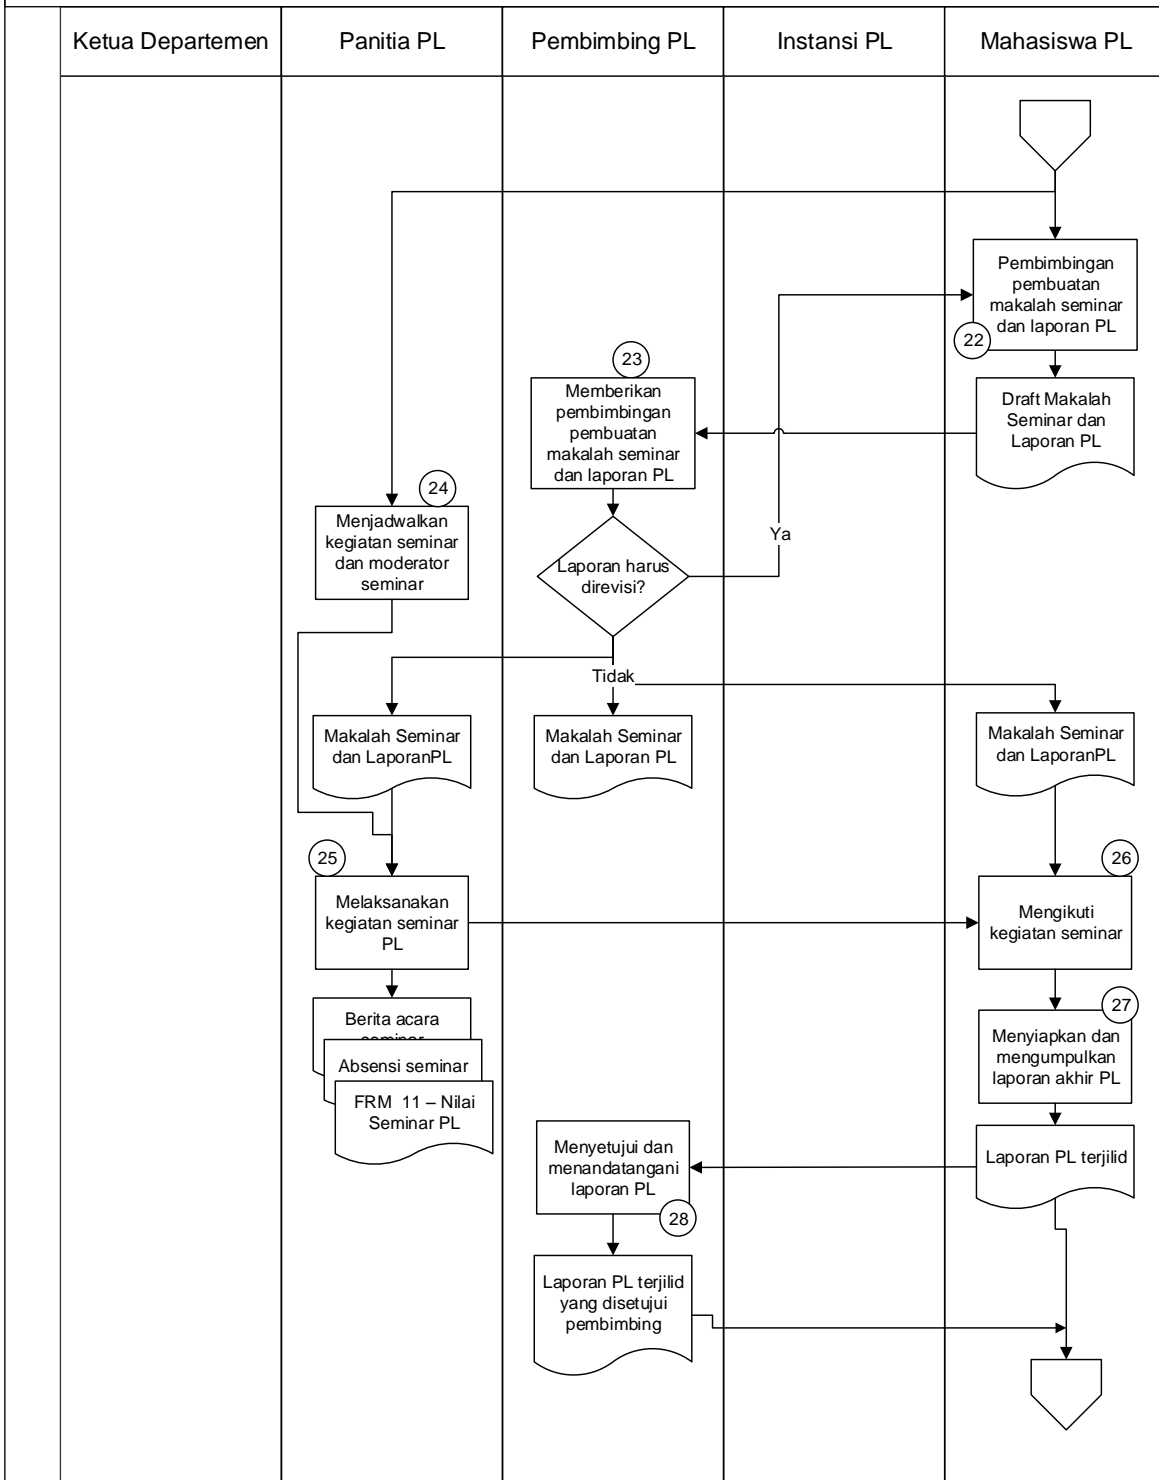 Ketua Departemen
Panitia PL
Pembimbing PL
Instansi PL
Mahasiswa PL
Pembimbingan
pembuatan
makalah seminar
dan laporan PL
22
23
Memberikan
pembimbingan
pembuatan
makalah seminar
dan laporan PL
Draft Makalah
Seminar dan
Laporan PL
24
Menjadwalkan
kegiatan seminar
dan moderator
seminar
Laporan harus
direvisi?
Ya
Tidak
Makalah Seminar
dan LaporanPL
Makalah Seminar
dan Laporan PL
Makalah Seminar
dan LaporanPL
25
Melaksanakan
kegiatan seminar
PL
26
Mengikuti
kegiatan seminar
Berita acara
seminar
Absensi seminar
FRM 11 – Nilai
Seminar PL
27
Menyiapkan dan
mengumpulkan
laporan akhir PL
Laporan PL terjilid
Menyetujui dan
menandatangani
laporan PL
28
Laporan PL terjilid
yang disetujui
pembimbing